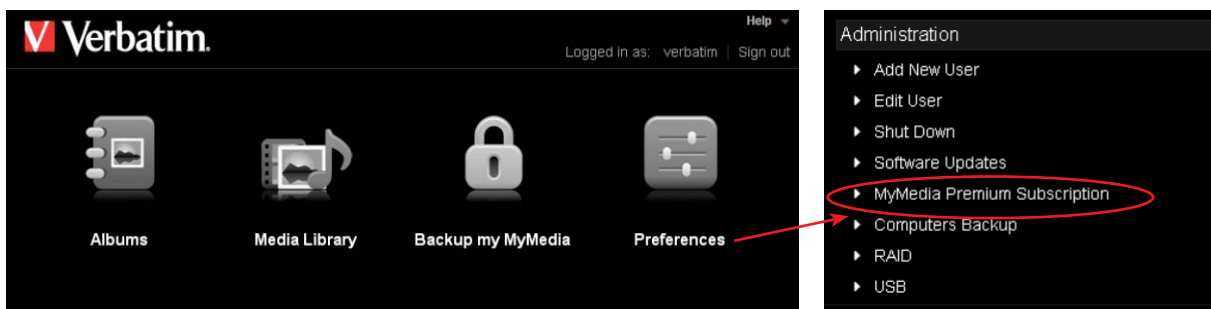 Verbatim.
Help
Logged in as: verbatim | Sign out
Albums
Media Library
Backup my MyMedia
Preferences
Administration
Add New User
Edit User
Shut Down
Software Updates
MyMedia Premium Subscription
Computers Backup
RAID
USB